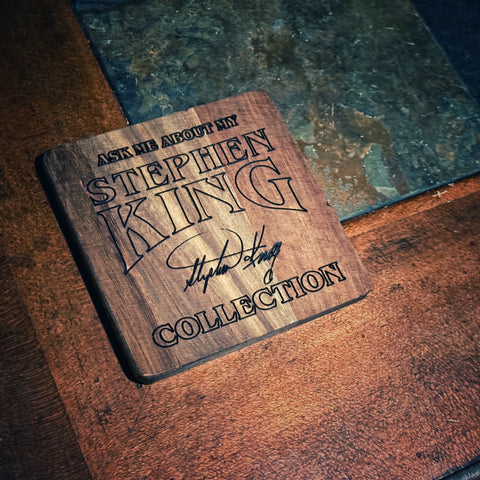 ASK ME ABOUT MY
STEPHEN
KING
Stephen King
COLLECTION